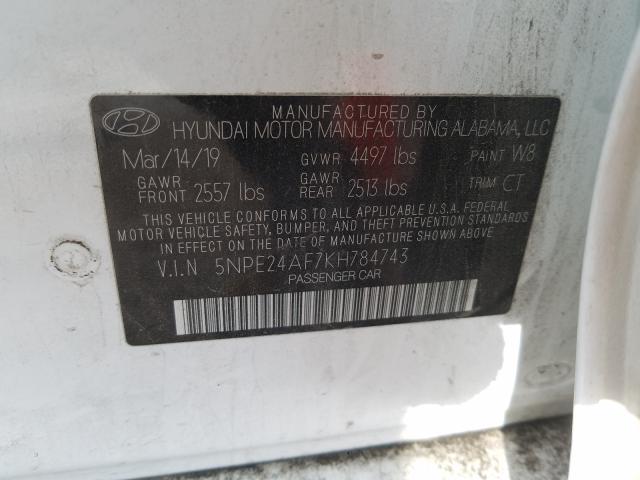 MANUFACTURED BY
HYUNDAI MOTOR MANUFACTURING ALABAMA, LLC
Mar/14/19 GVWR 4497 lbs PAINT W8
GAWR FRONT 2557 lbs GAWR REAR 2513 lbs TRIM CT
THIS VEHICLE CONFORMS TO ALL APPLICABLE U.S.A FEDERAL
MOTOR VEHICLE SAFETY, BUMPER, AND THEFT PREVENTION STANDARDS
IN EFFECT ON THE DATE OF MANUFACTURE SHOWN ABOVE.
V.I.N 5NPE24AF7KH784743
PASSENGER CAR